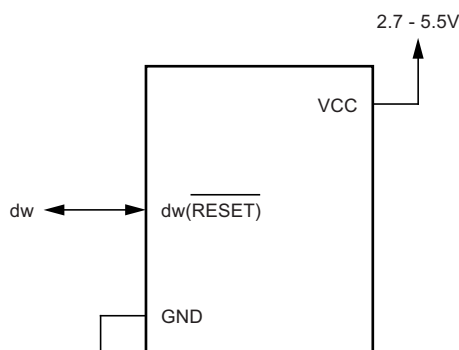 2.7 - 5.5V
VCC
dw
dw(RESET)
GND